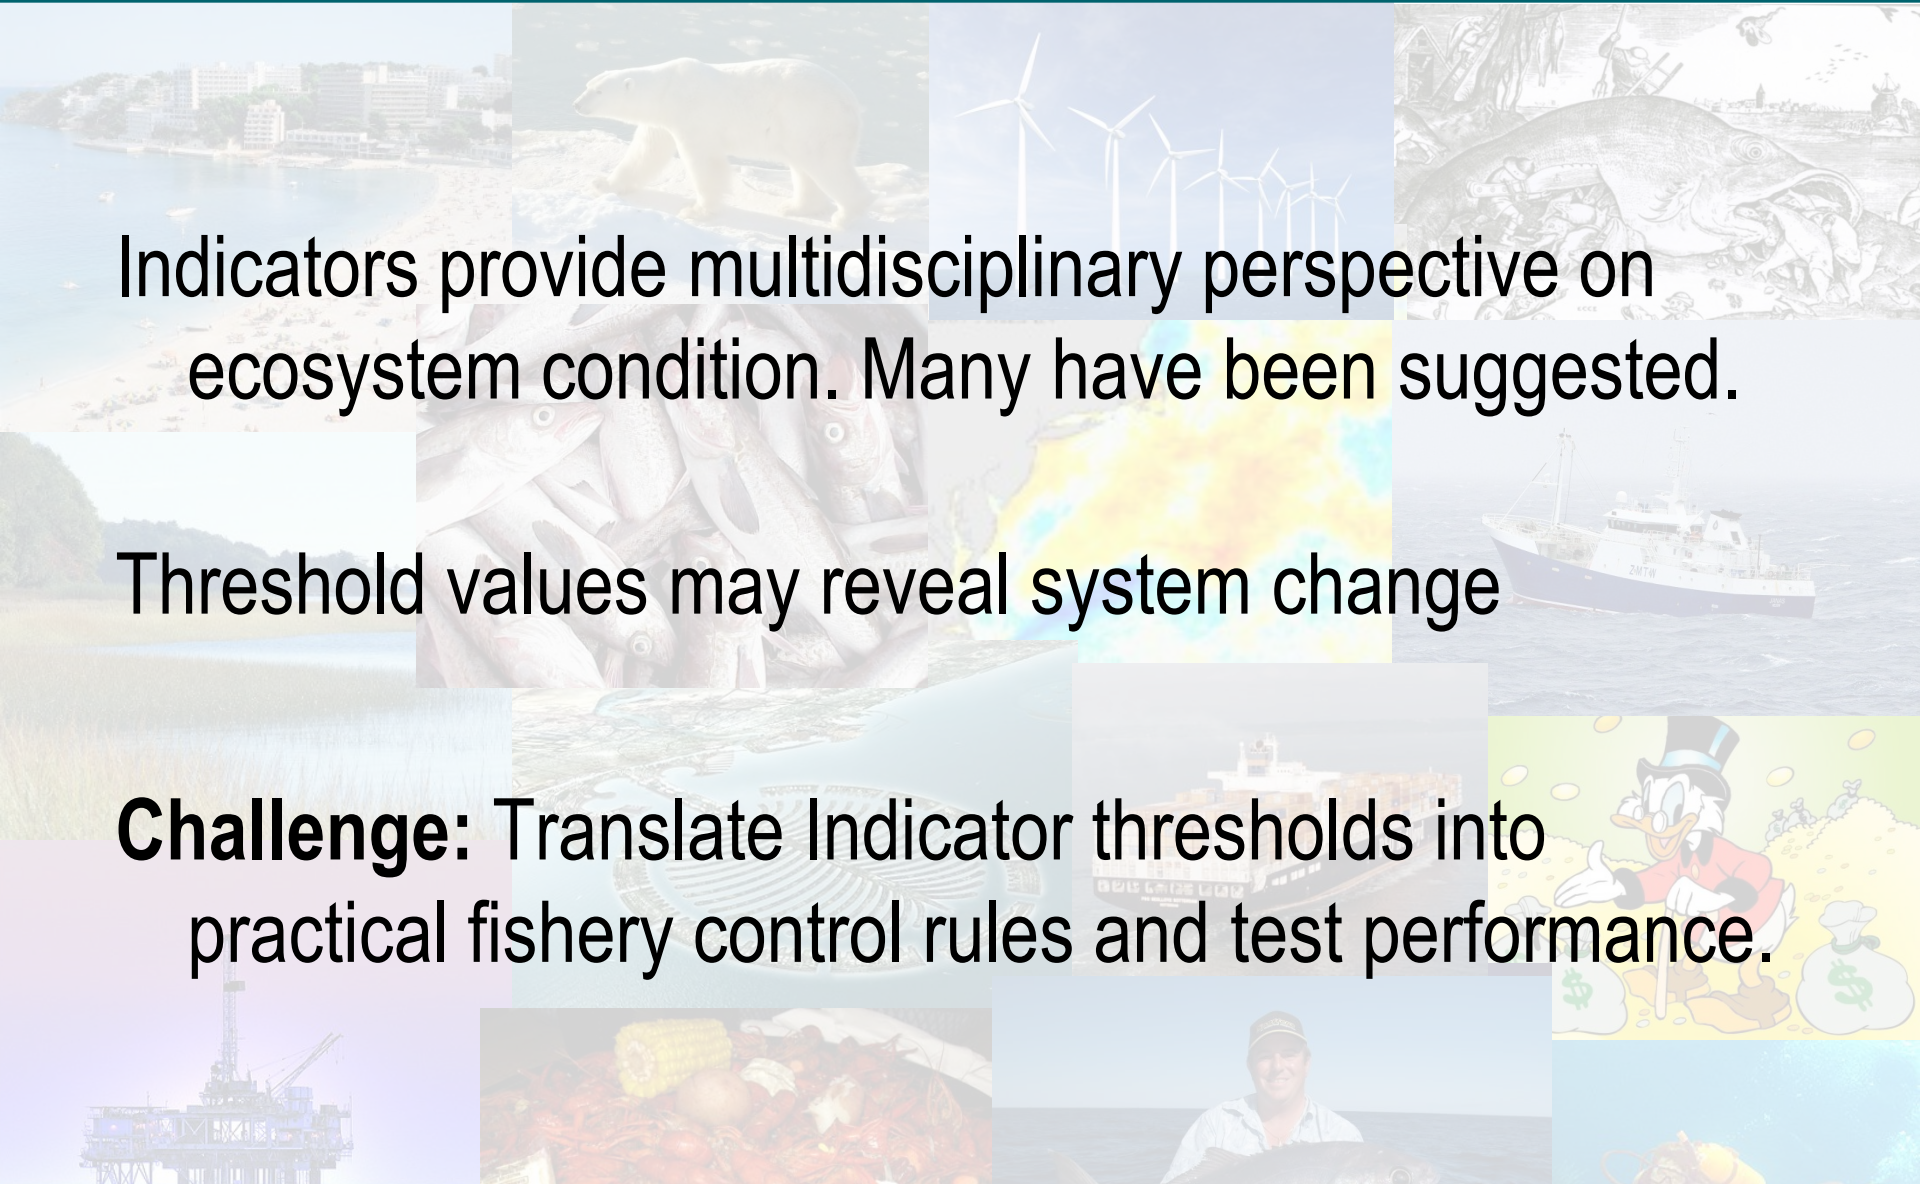 Indicators provide multidisciplinary perspective on
ecosystem condition. Many have been suggested.
Threshold values may reveal system change
Challenge: Translate Indicator thresholds into
practical fishery control rules and test performance.
$
$